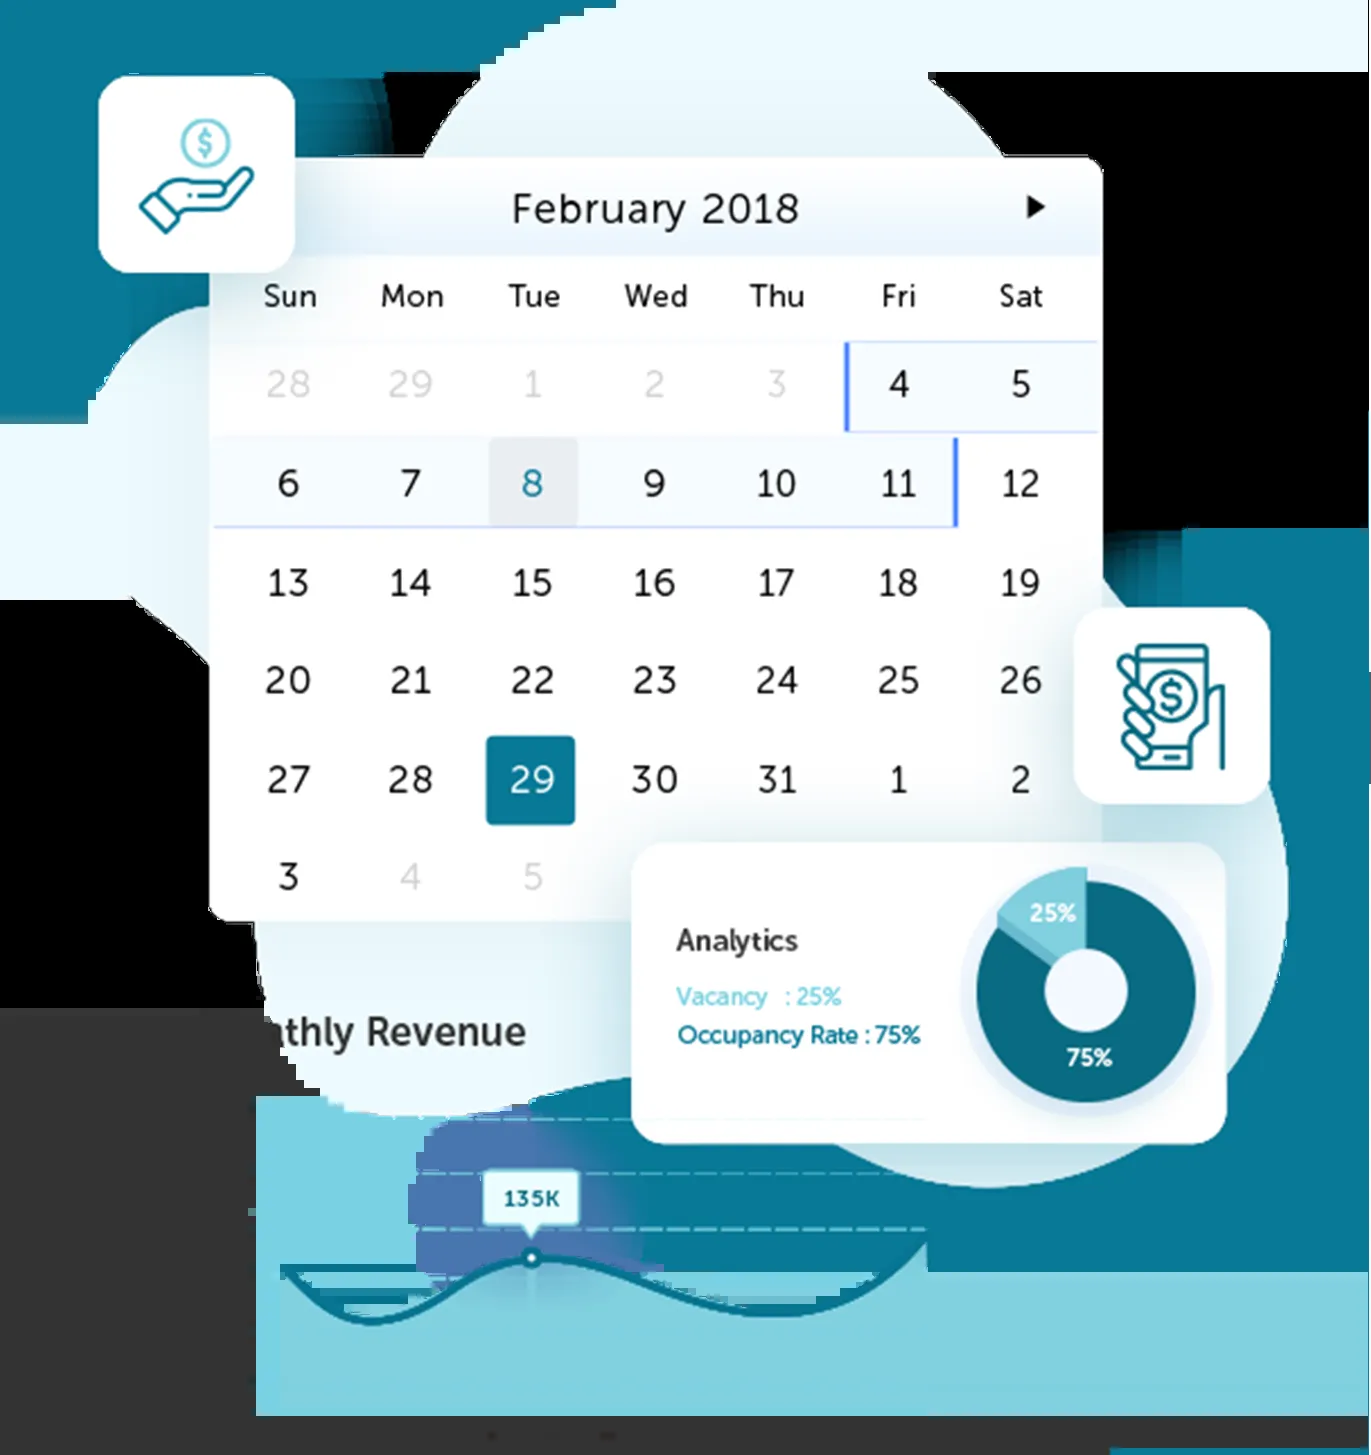 $
February 2018
Sun Mon Tue Wed Thu Fri Sat
28 29 1 2 3 4 5
6 7 8 9 10 11 12
13 14 15 16 17 18 19
20 21 22 23 24 25 26
$
27 28 29 30 31 1 2
3 4 5
25%
Analytics
Vacancy : 25%
Occupancy Rate : 75%
75%
thly Revenue
135K